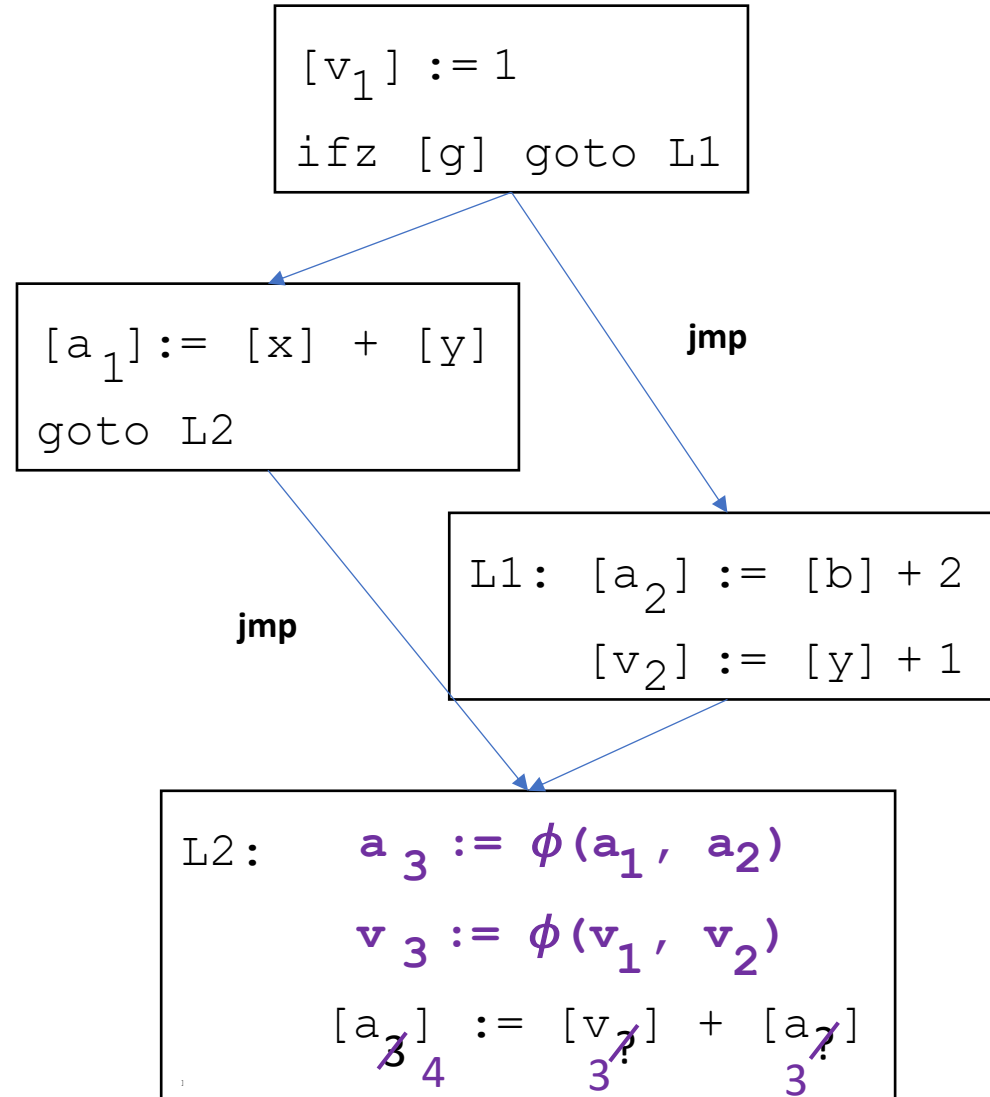 [v₁] := 1
ifz [g] goto L1
[a₁]:= [x] + [y]
goto L2
jmp
L1: [a₂] := [b] + 2
[v₂] := [y] + 1
jmp
L2: a₃ := ϕ(a₁, a₂)
v₃ := ϕ(v₁, v₂)
[a3] := [v?] + [a?]
4 3 3